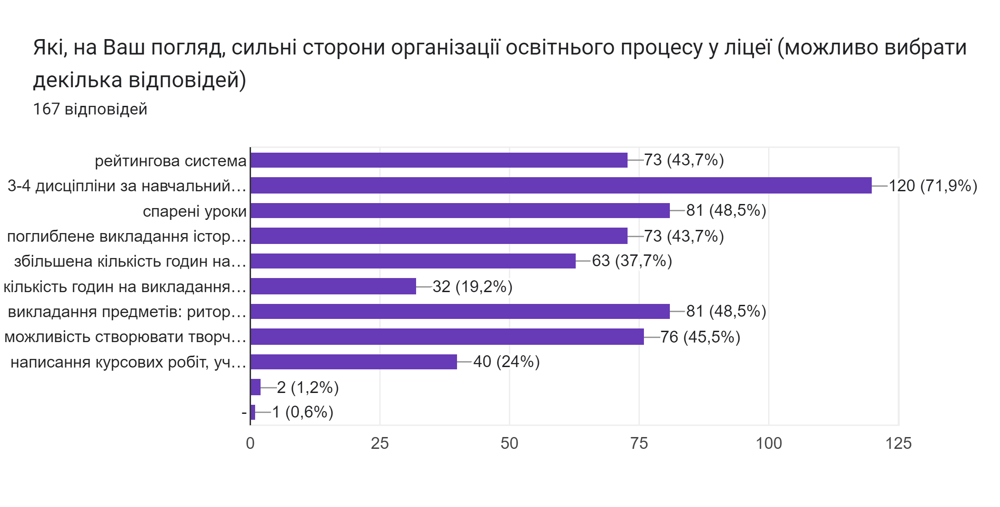 Які, на Ваш погляд, сильні сторони організації освітнього процесу у ліцеї (можливо вибрати
декілька відповідей)
167 відповідей
рейтингова система 73 (43,7%)
3-4 дисципліни за навчальний… 120 (71,9%)
спарені уроки 81 (48,5%)
поглиблене викладання істор… 73 (43,7%)
збільшена кількість годин на… 63 (37,7%)
кількість годин на викладання… 32 (19,2%)
викладання предметів: ритор… 81 (48,5%)
можливість створювати творч… 76 (45,5%)
написання курсових робіт, уч… 40 (24%)
2 (1,2%)
- 1 (0,6%)
0 25 50 75 100 125